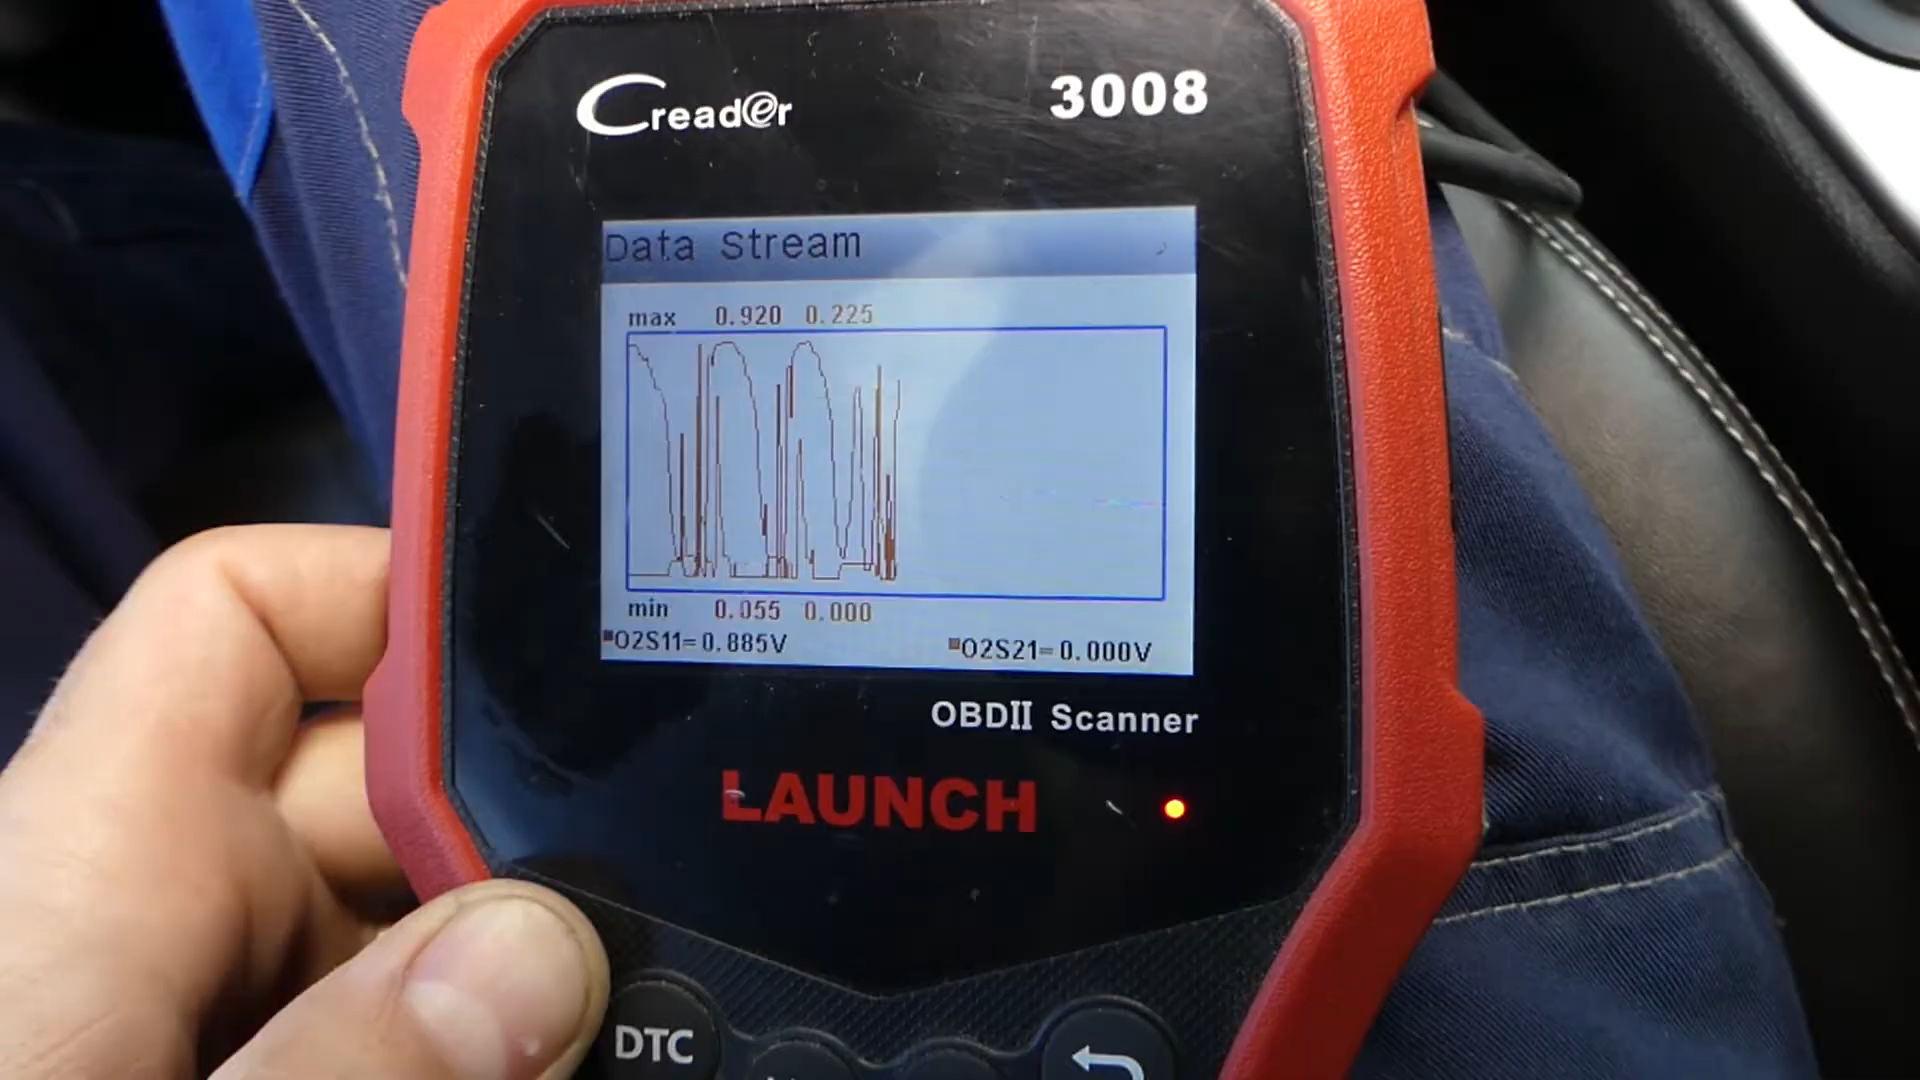 Creader 3008
Data Stream
max 0.920 0.225
min 0.055 0.000
O2S11=0.885V O2S21=0.000V
OBDII Scanner
LAUNCH
DTC